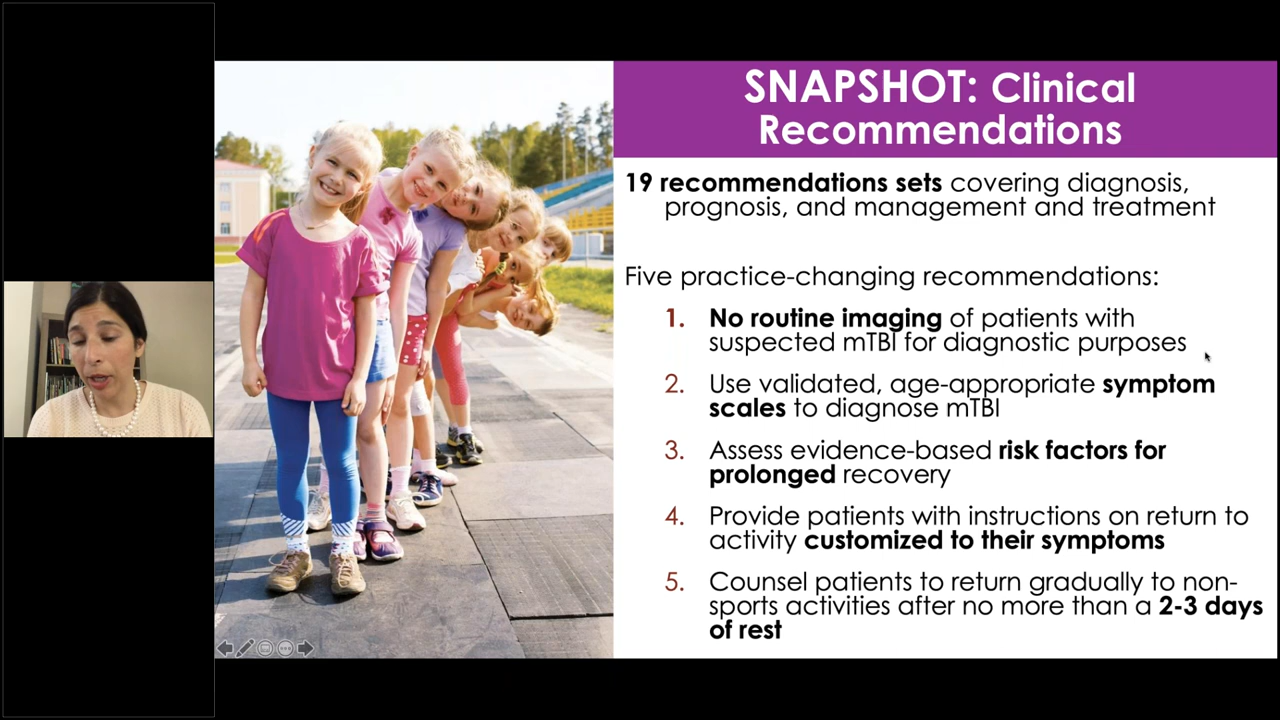 SNAPSHOT: Clinical
Recommendations
19 recommendations sets covering diagnosis,
prognosis, and management and treatment
Five practice-changing recommendations:
1. No routine imaging of patients with
suspected mTBI for diagnostic purposes
2. Use validated, age-appropriate symptom
scales to diagnose mTBI
3. Assess evidence-based risk factors for
prolonged recovery
4. Provide patients with instructions on return to
activity customized to their symptoms
5. Counsel patients to return gradually to non-
sports activities after no more than a 2-3 days
of rest